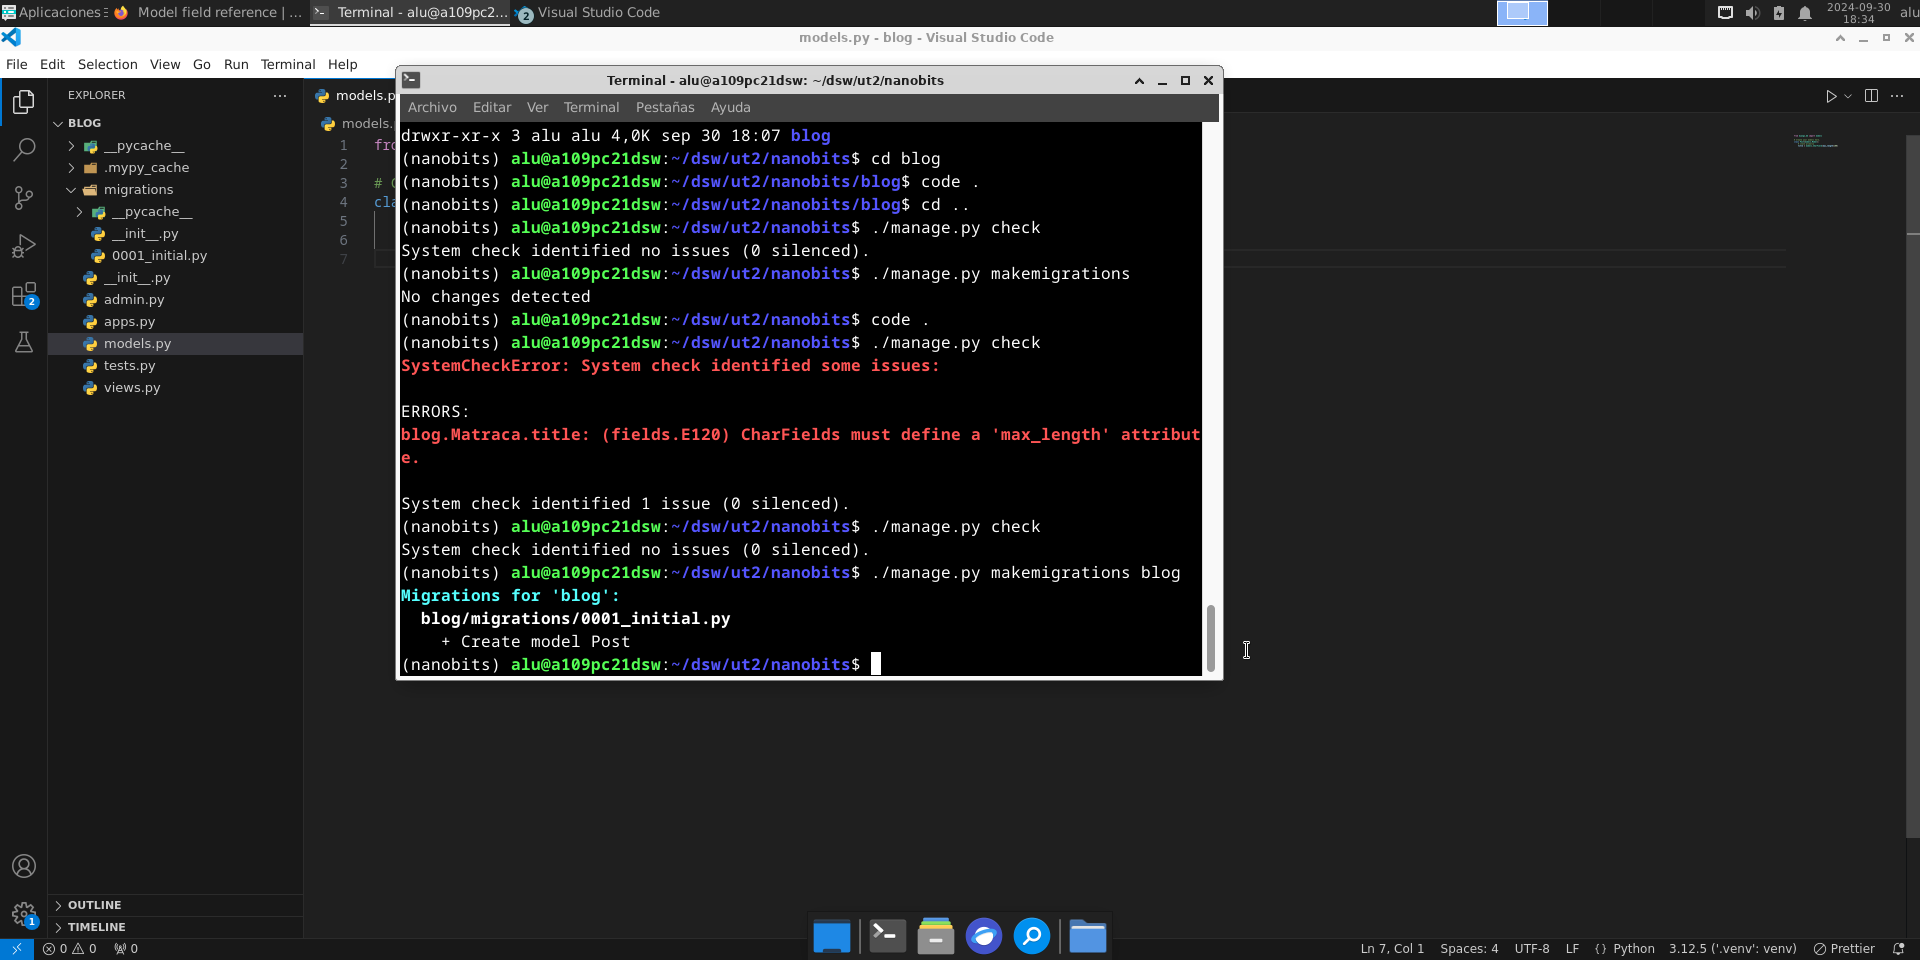 Aplicaciones
Model field reference | ...
Terminal - alu@a109pc2...
2
Visual Studio Code
2024-09-30
18:34
alu
models.py - blog - Visual Studio Code
File Edit Selection View Go Run Terminal Help
EXPLORER
BLOG
__pycache__
.mypy_cache
migrations
__pycache__
__init__.py
0001_initial.py
__init__.py
admin.py
apps.py
models.py
tests.py
views.py
2
1
OUTLINE
TIMELINE
models.p
models.
1 fro
2
3 #
4 cla
5
6
7
Terminal - alu@a109pc21dsw: ~/dsw/ut2/nanobits
Archivo Editar Ver Terminal Pestañas Ayuda
drwxr-xr-x 3 alu alu 4,0K sep 30 18:07 blog
(nanobits) alu@a109pc21dsw:~/dsw/ut2/nanobits$ cd blog
(nanobits) alu@a109pc21dsw:~/dsw/ut2/nanobits/blog$ code .
(nanobits) alu@a109pc21dsw:~/dsw/ut2/nanobits/blog$ cd ..
(nanobits) alu@a109pc21dsw:~/dsw/ut2/nanobits$ ./manage.py check
System check identified no issues (0 silenced).
(nanobits) alu@a109pc21dsw:~/dsw/ut2/nanobits$ ./manage.py makemigrations
No changes detected
(nanobits) alu@a109pc21dsw:~/dsw/ut2/nanobits$ code .
(nanobits) alu@a109pc21dsw:~/dsw/ut2/nanobits$ ./manage.py check
SystemCheckError: System check identified some issues:
ERRORS:
blog.Matraca.title: (fields.E120) CharFields must define a 'max_length' attribut
e.
System check identified 1 issue (0 silenced).
(nanobits) alu@a109pc21dsw:~/dsw/ut2/nanobits$ ./manage.py check
System check identified no issues (0 silenced).
(nanobits) alu@a109pc21dsw:~/dsw/ut2/nanobits$ ./manage.py makemigrations blog
Migrations for 'blog':
blog/migrations/0001_initial.py
+ Create model Post
(nanobits) alu@a109pc21dsw:~/dsw/ut2/nanobits$
0 0 0
Ln 7, Col 1 Spaces: 4 UTF-8 LF { } Python 3.12.5 ('.venv': venv) Prettier